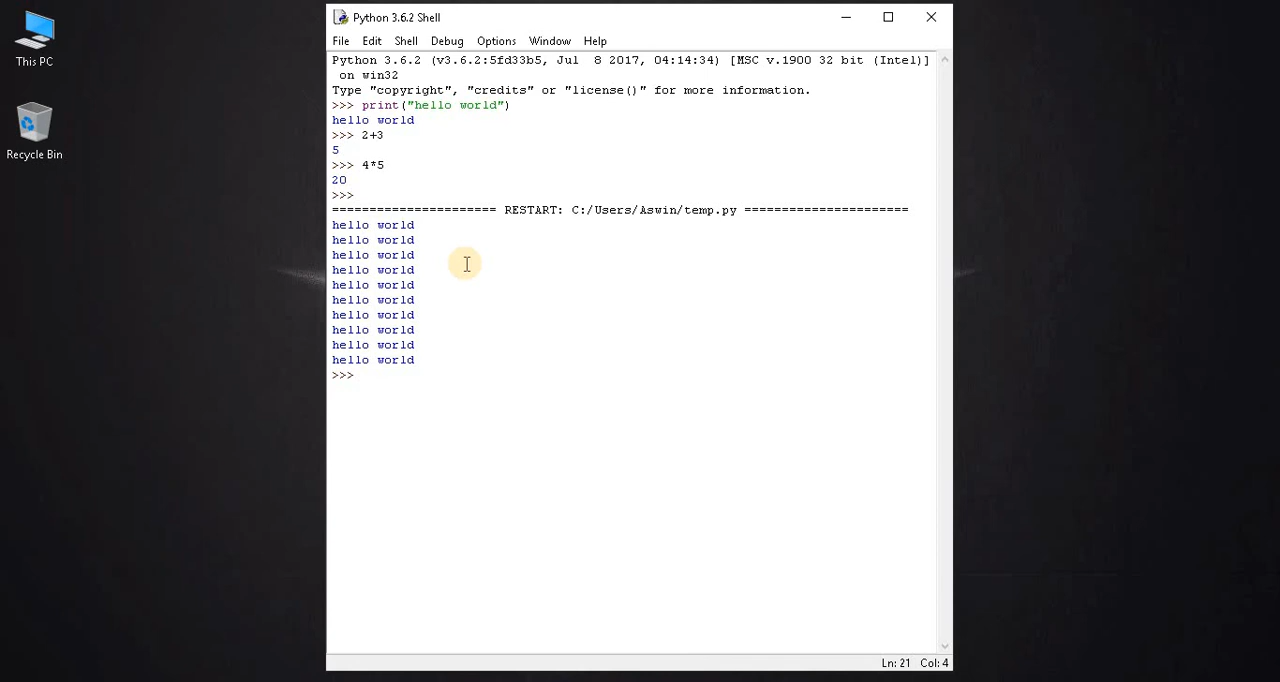 This PC
Recycle Bin
Python 3.6.2 Shell
File Edit Shell Debug Options Window Help
Python 3.6.2 (v3.6.2:5fd33b5, Jul  8 2017, 04:14:34) [MSC v.1900 32 bit (Intel)]
 on win32
Type "copyright", "credits" or "license()" for more information.
>>> print("hello world")
hello world
>>> 2+3
5
>>> 4*5
20
>>>
====================== RESTART: C:/Users/Aswin/temp.py ======================
hello world
hello world
hello world
hello world
hello world
hello world
hello world
hello world
hello world
hello world
>>>
Ln: 21 Col: 4